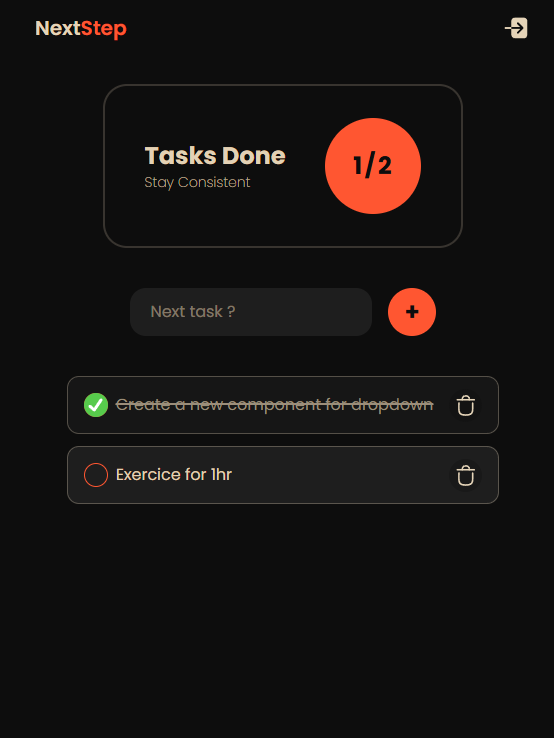 NextStep
Tasks Done
Stay Consistent
1/2
Next task ?
+
Create a new component for dropdown
Exercice for 1hr